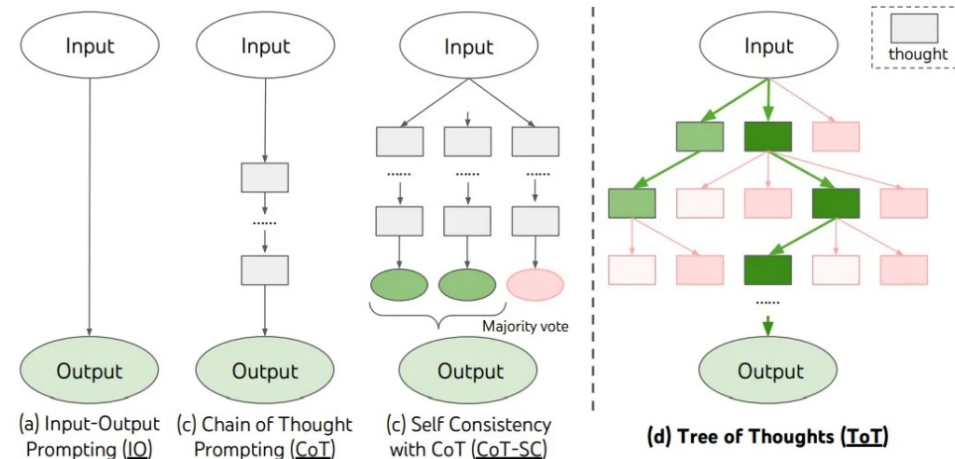 Input
Input
Input
Input
thought
......
......
......
......
......
Majority vote
Output
Output
Output
Output
(a) Input-Output
Prompting (IO)
(c) Chain of Thought
Prompting (CoT)
(c) Self Consistency
with CoT (CoT-SC)
(d) Tree of Thoughts (ToT)